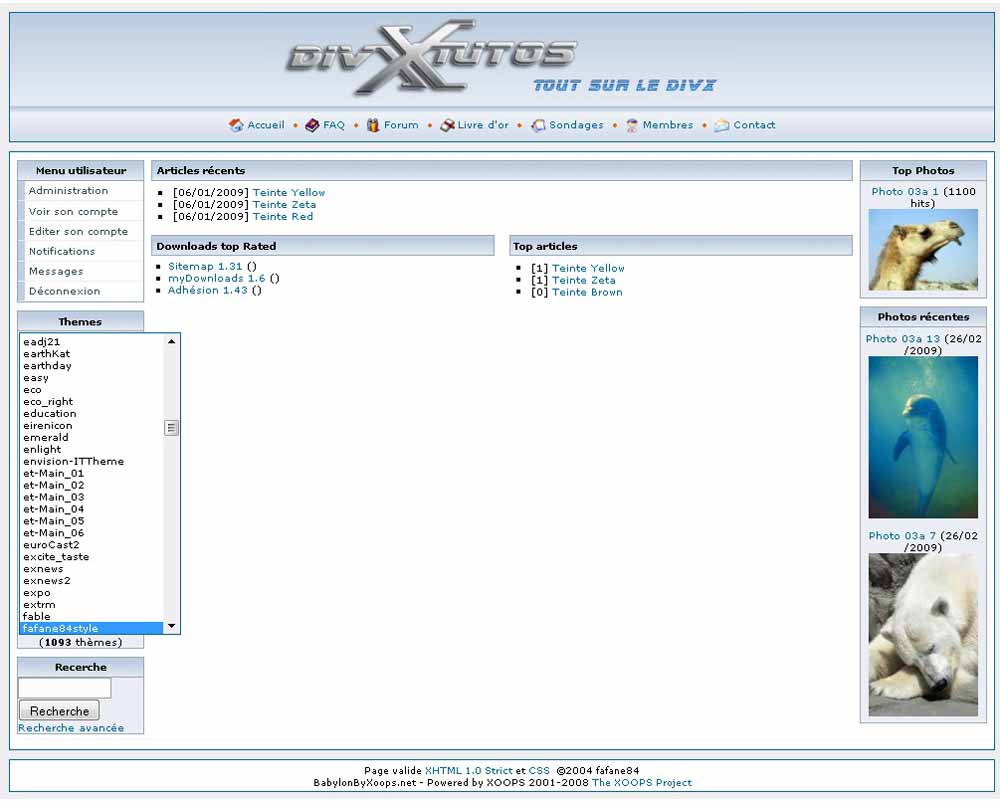 DIVXTUTOS
TOUT SUR LE DIVX
Accueil • FAQ • Forum • Livre d'or • Sondages • Membres • Contact
Menu utilisateur
Administration
Voir son compte
Editer son compte
Notifications
Messages
Déconnexion
Themes
eadj21
earthKat
earthday
easy
eco
eco_right
education
eirenicon
emerald
enlight
envision-ITTheme
et-Main_01
et-Main_02
et-Main_03
et-Main_04
et-Main_05
et-Main_06
euroCast2
excite_taste
exnews
exnews2
expo
extrm
fable
fafane84style
(1093 thèmes)
Recerche
Recherche
Recherche avancée
Articles récents
[06/01/2009] Teinte Yellow
[06/01/2009] Teinte Zeta
[06/01/2009] Teinte Red
Downloads top Rated
Sitemap 1.31 ()
myDownloads 1.6 ()
Adhésion 1.43 ()
Top articles
[1] Teinte Yellow
[1] Teinte Zeta
[0] Teinte Brown
Top Photos
Photo 03a 1 (1100
hits)
Photos récentes
Photo 03a 13 (26/02
/2009)
Photo 03a 7 (26/02
/2009)
Page valide XHTML 1.0 Strict et CSS ©2004 fafane84
BabylonByXoops.net - Powered by XOOPS 2001-2008 The XOOPS Project